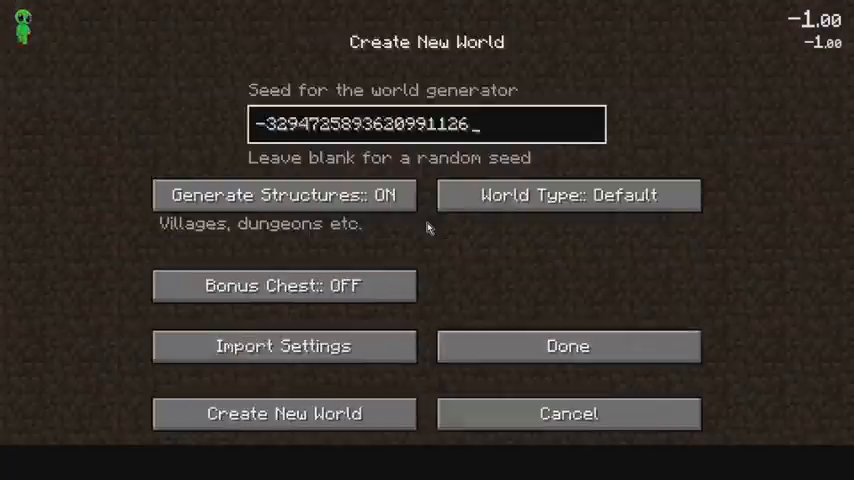 -1.00
-1.00
Create New World
Seed for the world generator
-3294725893620991126_
Leave blank for a random seed
Generate Structures:: ON
World Type:: Default
Villages, dungeons etc.
Bonus Chest:: OFF
Import Settings
Done
Create New World
Cancel